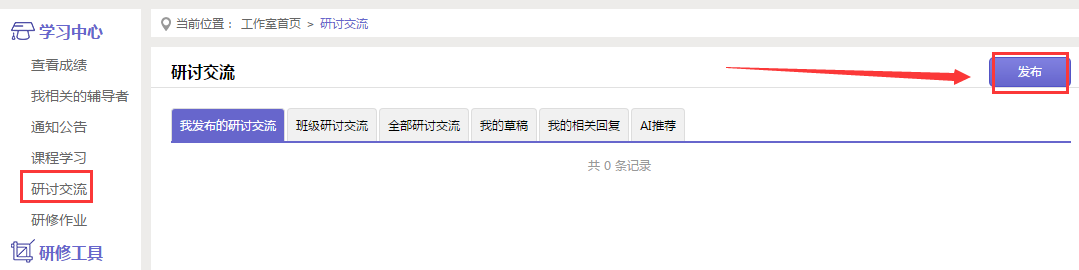 学习中心
查看成绩
我相关的辅导者
通知公告
课程学习
研讨交流
研修作业
研修工具
当前位置： 工作室首页 > 研讨交流
研讨交流
发布
我发布的研讨交流 班级研讨交流 全部研讨交流 我的草稿 我的相关回复 AI推荐
共 0 条记录